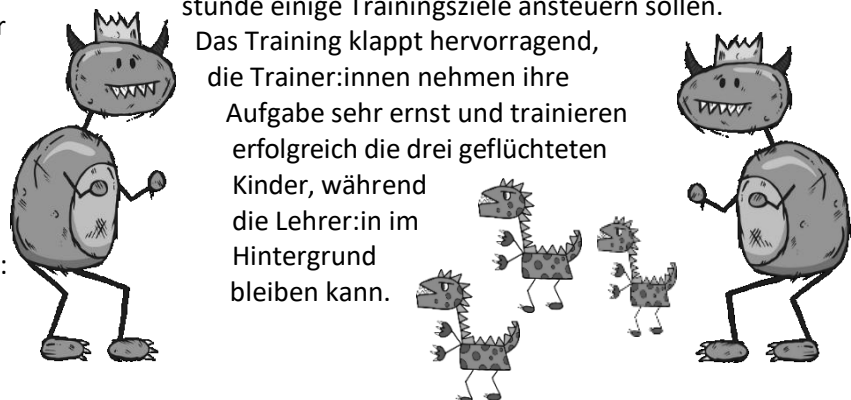 r
stunde einige Trainingsziele ansteuern sollen.
Das Training klappt hervorragend,
die Trainer:innen nehmen ihre
Aufgabe sehr ernst und trainieren
erfolgreich die drei geflüchteten
Kinder, während
die Lehrer:in im
Hintergrund
:
bleiben kann.